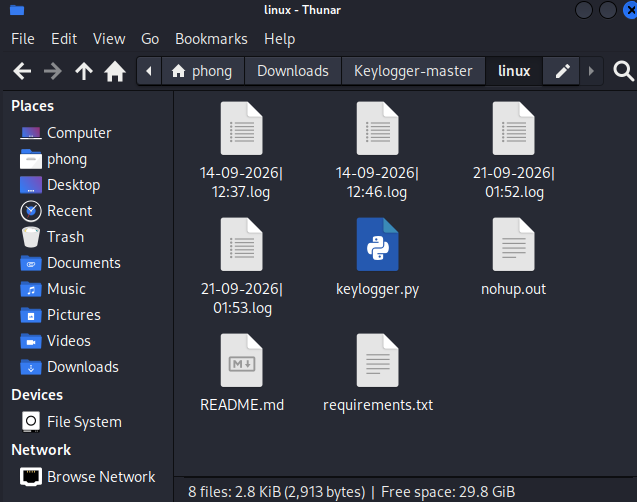 linux - Thunar
File Edit View Go Bookmarks Help
phong Downloads Keylogger-master linux
Places
Computer
phong
Desktop
Recent
Trash
Documents
Music
Pictures
Videos
Downloads
Devices
File System
Network
Browse Network
14-09-2026|
12:37.log
14-09-2026|
12:46.log
21-09-2026|
01:52.log
21-09-2026|
01:53.log
keylogger.py
nohup.out
README.md
requirements.txt
8 files: 2.8 KiB (2,913 bytes) | Free space: 29.8 GiB